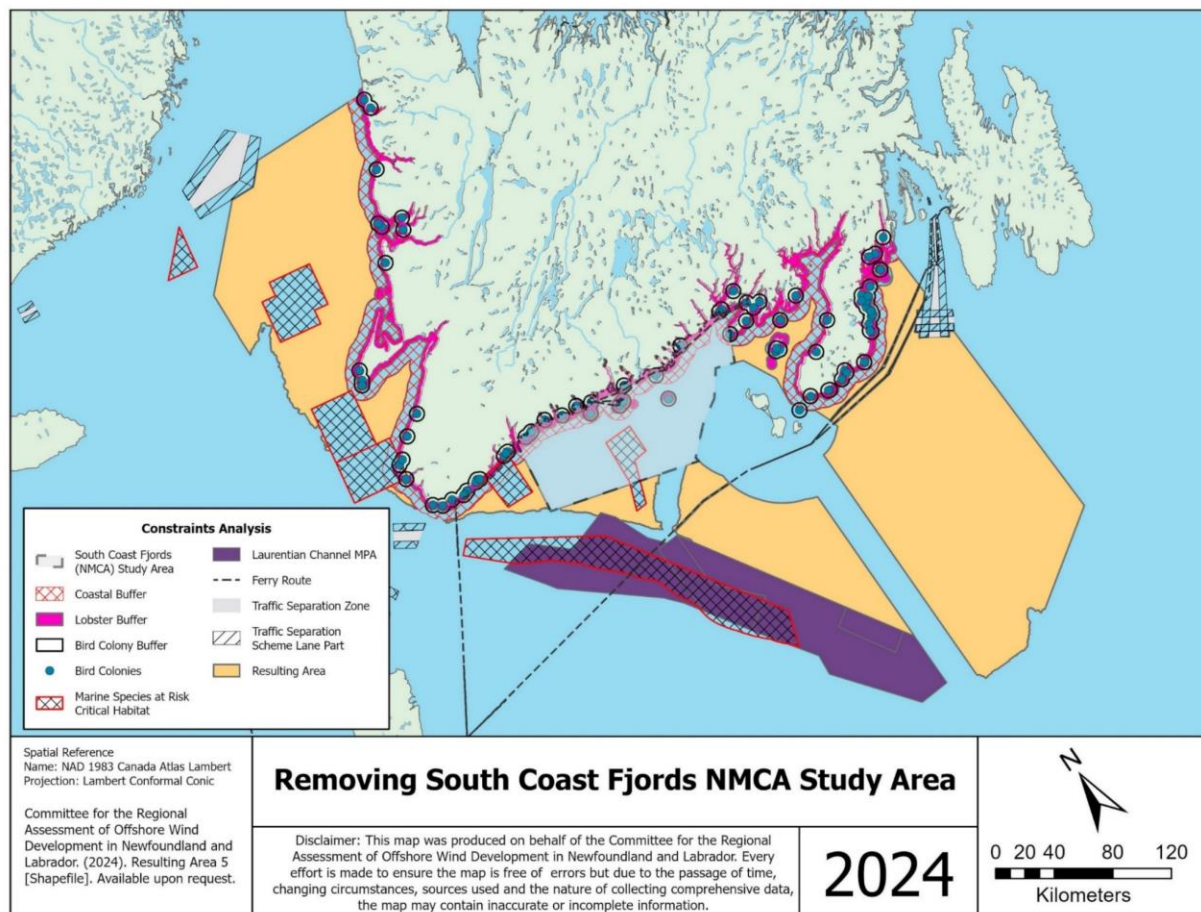 Constraints Analysis
South Coast Fjords
(NMCA) Study Area
Coastal Buffer
Lobster Buffer
Bird Colony Buffer
Bird Colonies
Marine Species at Risk
Critical Habitat
Laurentian Channel MPA
Ferry Route
Traffic Separation Zone
Traffic Separation
Scheme Lane Part
Resulting Area
Spatial Reference
Name: NAD 1983 Canada Atlas Lambert
Projection: Lambert Conformal Conic
Committee for the Regional
Assessment of Offshore Wind
Development in Newfoundland and
Labrador. (2024). Resulting Area 5
[Shapefile]. Available upon request.
Removing South Coast Fjords NMCA Study Area
Disclaimer: This map was produced on behalf of the Committee for the Regional
Assessment of Offshore Wind Development in Newfoundland and Labrador. Every
effort is made to ensure the map is free of errors but due to the passage of time,
changing circumstances, sources used and the nature of collecting comprehensive data,
the map may contain inaccurate or incomplete information.
2024
N
0 20 40 80 120
Kilometers